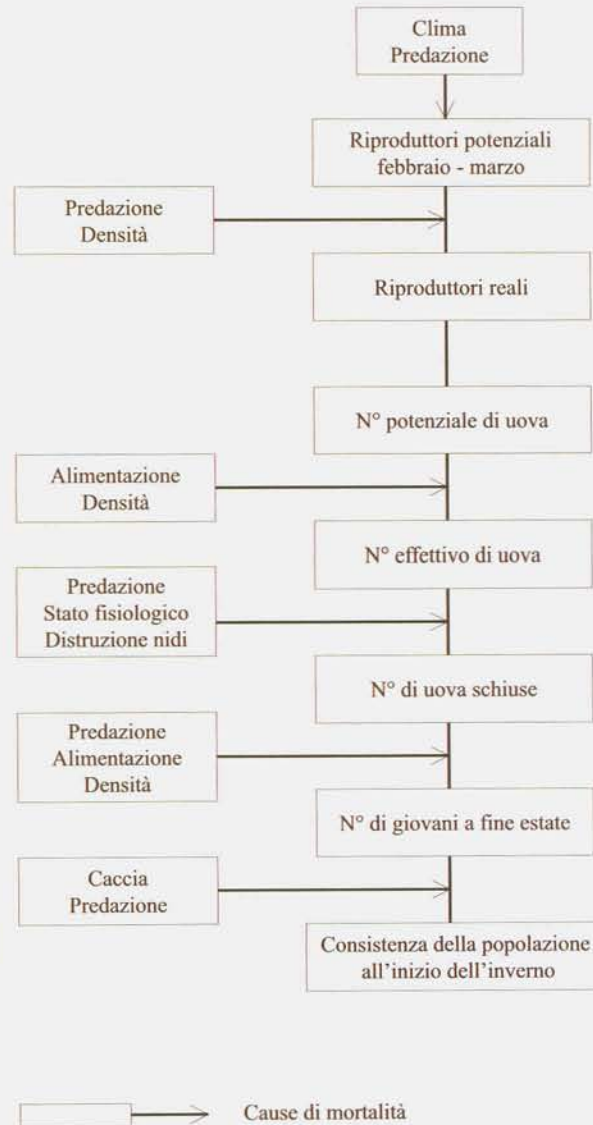 Clima
Predazione
Riproduttori potenziali
febbraio - marzo
Predazione
Densità
Riproduttori reali
N° potenziale di uova
Alimentazione
Densità
N° effettivo di uova
Predazione
Stato fisiologico
Distruzione nidi
N° di uova schiuse
Predazione
Alimentazione
Densità
N° di giovani a fine estate
Caccia
Predazione
Consistenza della popolazione
all'inizio dell'inverno
Cause di mortalità